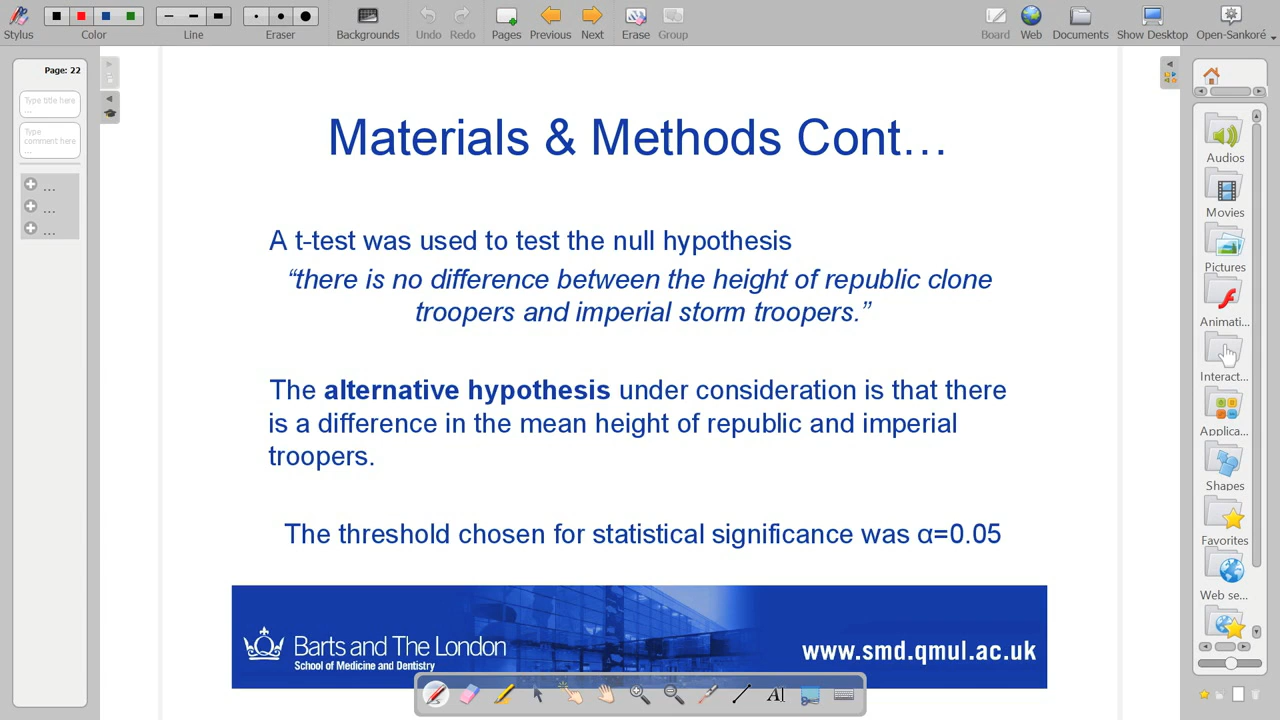 Stylus
Color
Line
Eraser
Backgrounds
Undo
Redo
Pages
Previous
Next
Erase
Group
Board
Web
Documents
Show Desktop
Open-Sankoré
Page: 22
Type title here
...
Type
comment here
...
...
...
...
Materials & Methods Cont…
A t-test was used to test the null hypothesis
“there is no difference between the height of republic clone
troopers and imperial storm troopers.”
The alternative hypothesis under consideration is that there
is a difference in the mean height of republic and imperial
troopers.
The threshold chosen for statistical significance was α=0.05
Barts and The London
School of Medicine and Dentistry
www.smd.qmul.ac.uk
Audios
Movies
Pictures
Animati...
Interact...
Applica...
Shapes
Favorites
Web se...
AI